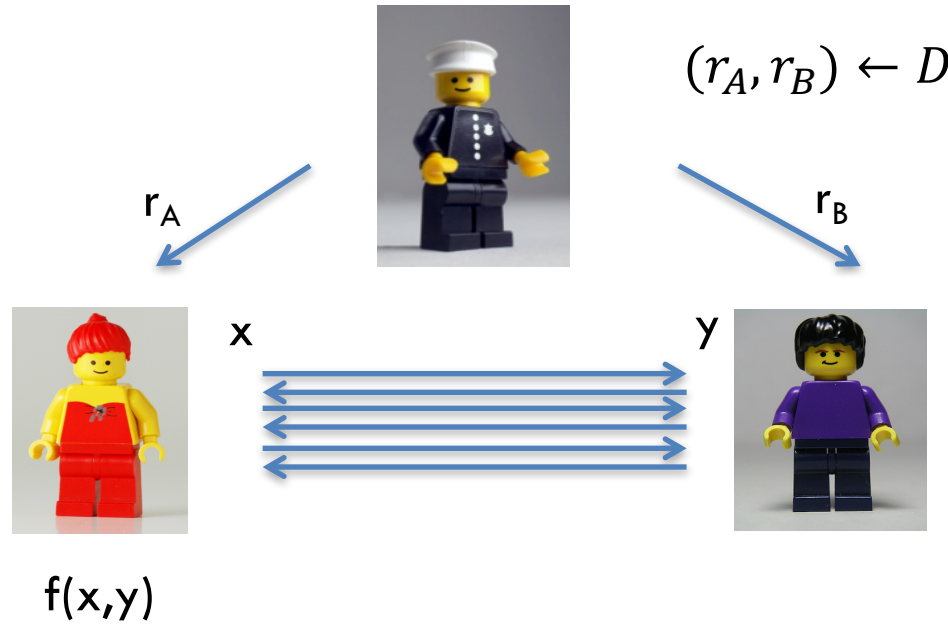 (r_A, r_B) ← D
r_A
r_B
x
y
f(x,y)